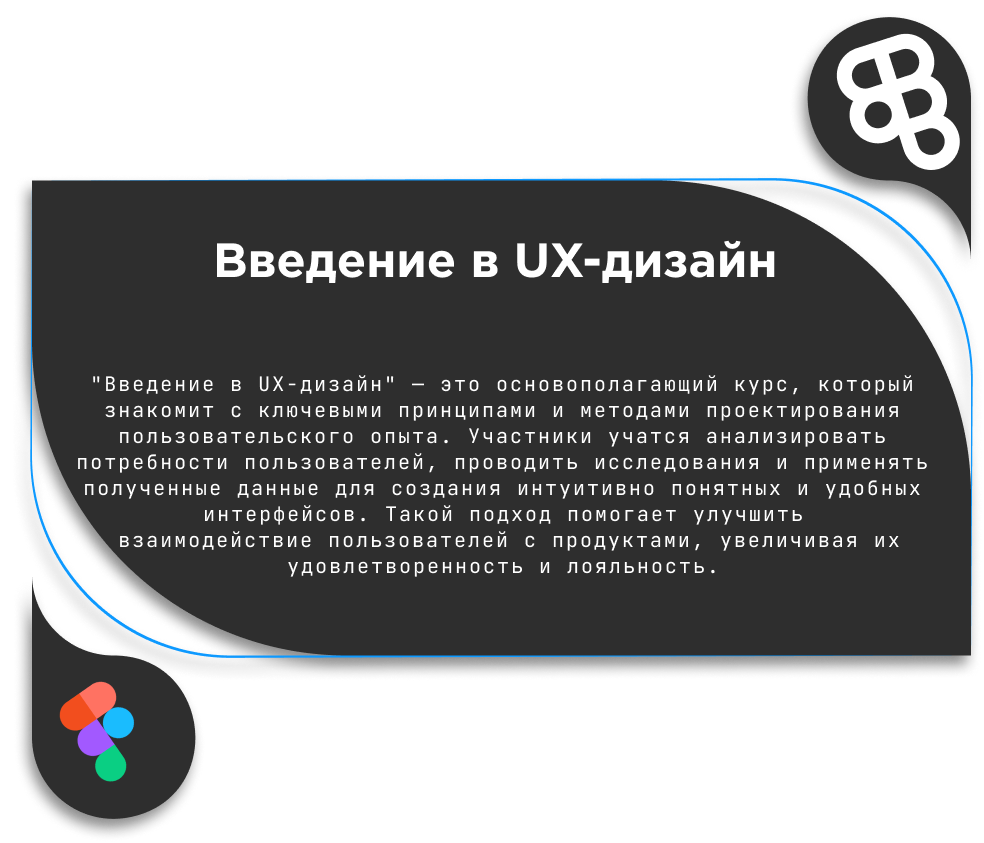 Введение в UX-дизайн
"Введение в UX-дизайн" — это основополагающий курс, который
знакомит с ключевыми принципами и методами проектирования
пользовательского опыта. Участники учатся анализировать
потребности пользователей, проводить исследования и применять
полученные данные для создания интуитивно понятных и удобных
интерфейсов. Такой подход помогает улучшить
взаимодействие пользователей с продуктами, увеличивая их
удовлетворенность и лояльность.